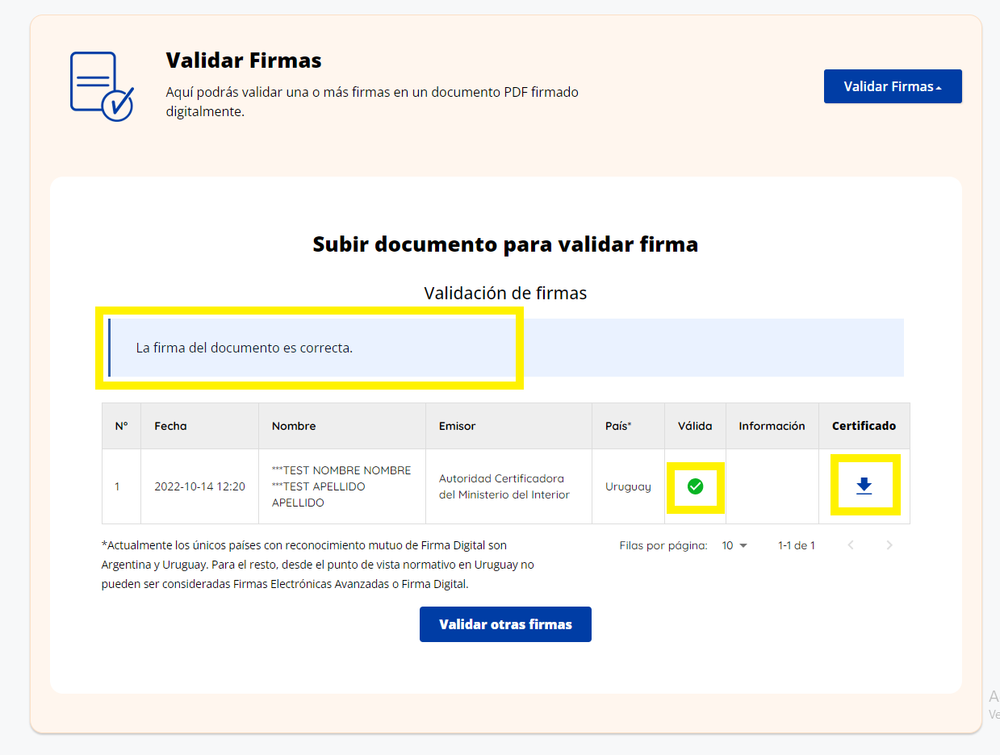 Validar Firmas
Aquí podrás validar una o más firmas en un documento PDF firmado
digitalmente.
Validar Firmas
Subir documento para validar firma
Validación de firmas
La firma del documento es correcta.
N° Fecha Nombre Emisor País* Válida Información Certificado
1 2022-10-14 12:20 ***TEST NOMBRE NOMBRE
***TEST APELLIDO
APELLIDO
Autoridad Certificadora
del Ministerio del Interior
Uruguay
*Actualmente los únicos países con reconocimiento mutuo de Firma Digital son
Argentina y Uruguay. Para el resto, desde el punto de vista normativo en Uruguay no
pueden ser consideradas Firmas Electrónicas Avanzadas o Firma Digital.
Filas por página: 10 1-1 de 1
Validar otras firmas